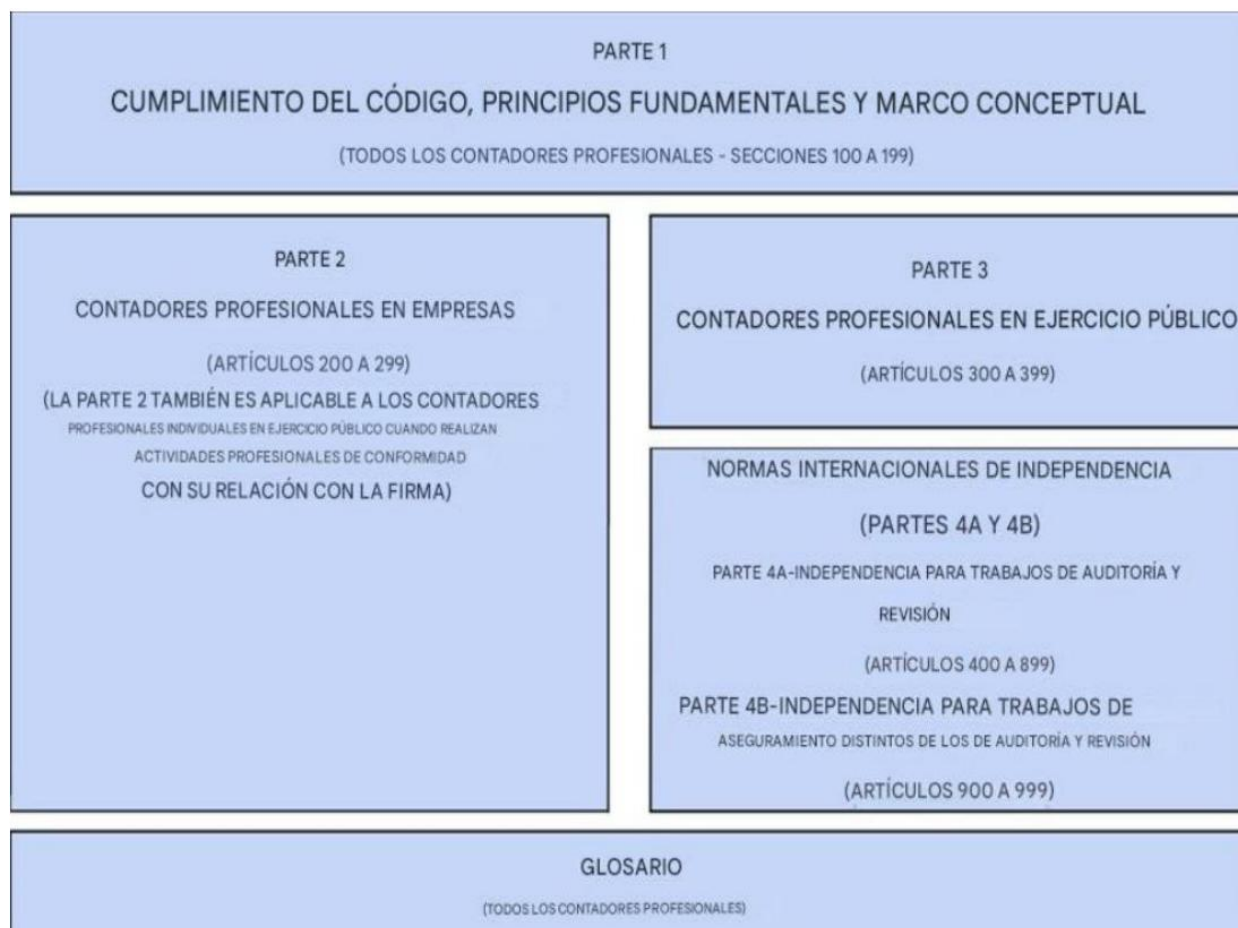 PARTE 1
CUMPLIMIENTO DEL CÓDIGO, PRINCIPIOS FUNDAMENTALES Y MARCO CONCEPTUAL
(TODOS LOS CONTADORES PROFESIONALES - SECCIONES 100 A 199)
PARTE 2
CONTADORES PROFESIONALES EN EMPRESAS
(ARTÍCULOS 200 A 299)
(LA PARTE 2 TAMBIÉN ES APLICABLE A LOS CONTADORES
PROFESIONALES INDIVIDUALES EN EJERCICIO PÚBLICO CUANDO REALIZAN
ACTIVIDADES PROFESIONALES DE CONFORMIDAD
CON SU RELACIÓN CON LA FIRMA)
PARTE 3
CONTADORES PROFESIONALES EN EJERCICIO PÚBLICO
(ARTÍCULOS 300 A 399)
NORMAS INTERNACIONALES DE INDEPENDENCIA
(PARTES 4A Y 4B)
PARTE 4A-INDEPENDENCIA PARA TRABAJOS DE AUDITORÍA Y
REVISIÓN
(ARTÍCULOS 400 A 899)
PARTE 4B-INDEPENDENCIA PARA TRABAJOS DE
ASEGURAMIENTO DISTINTOS DE LOS DE AUDITORÍA Y REVISIÓN
(ARTÍCULOS 900 A 999)
GLOSARIO
(TODOS LOS CONTADORES PROFESIONALES)